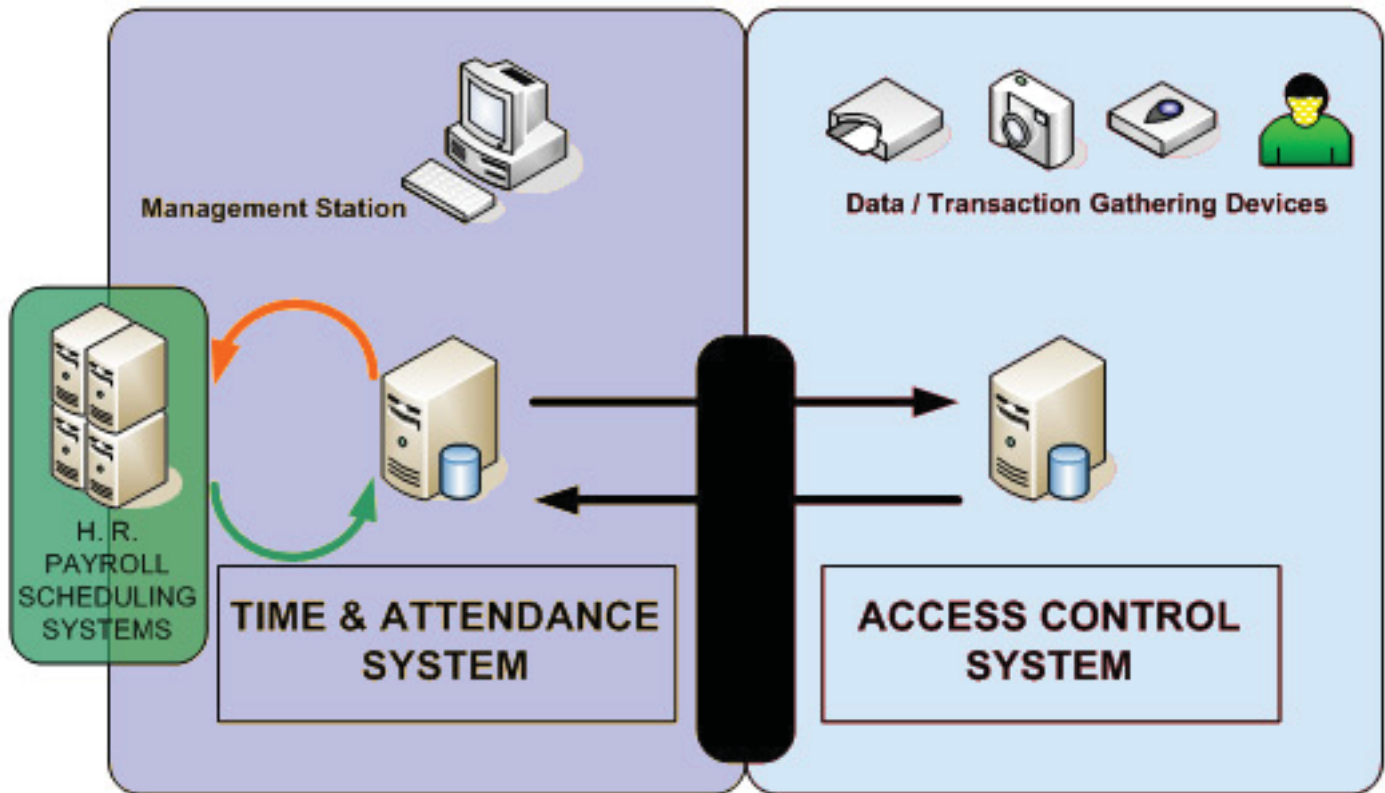 Management Station
Data / Transaction Gathering Devices
H. R.
PAYROLL
SCHEDULING
SYSTEMS
TIME & ATTENDANCE
SYSTEM
ACCESS CONTROL
SYSTEM